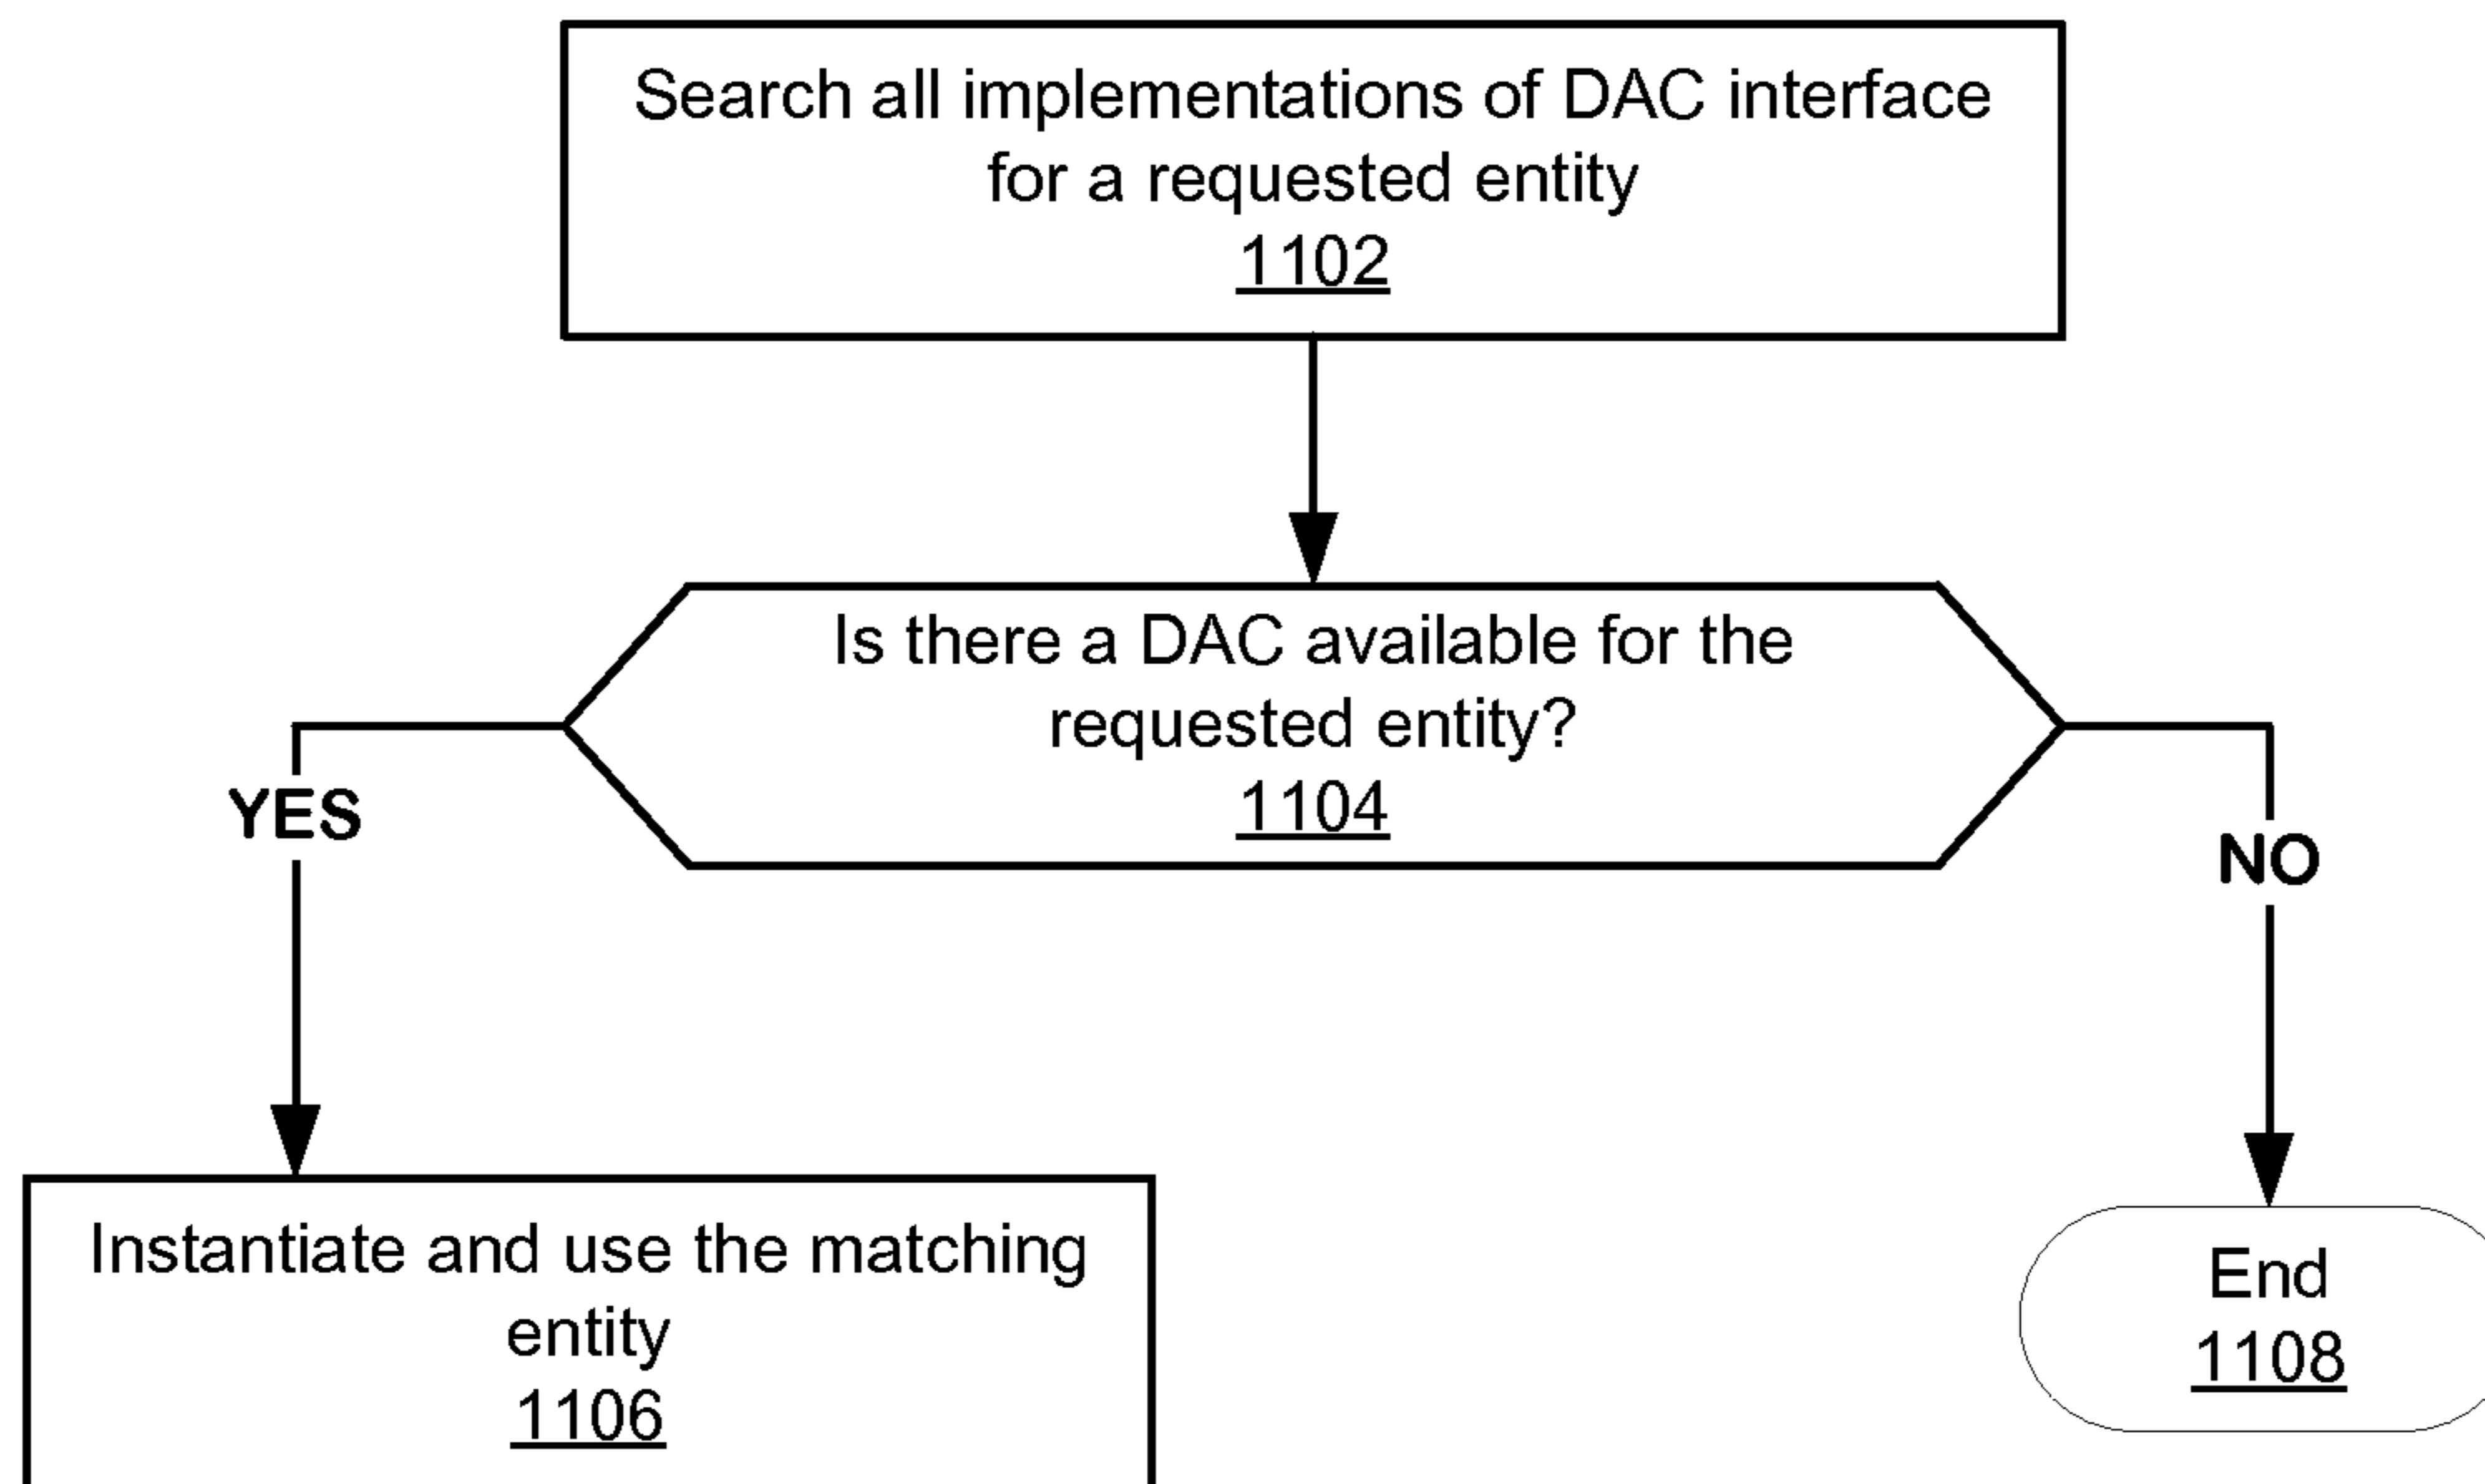 Search all implementations of DAC interface
for a requested entity
1102
Is there a DAC available for the
requested entity?
1104
YES
NO
Instantiate and use the matching
entity
1106
End
1108